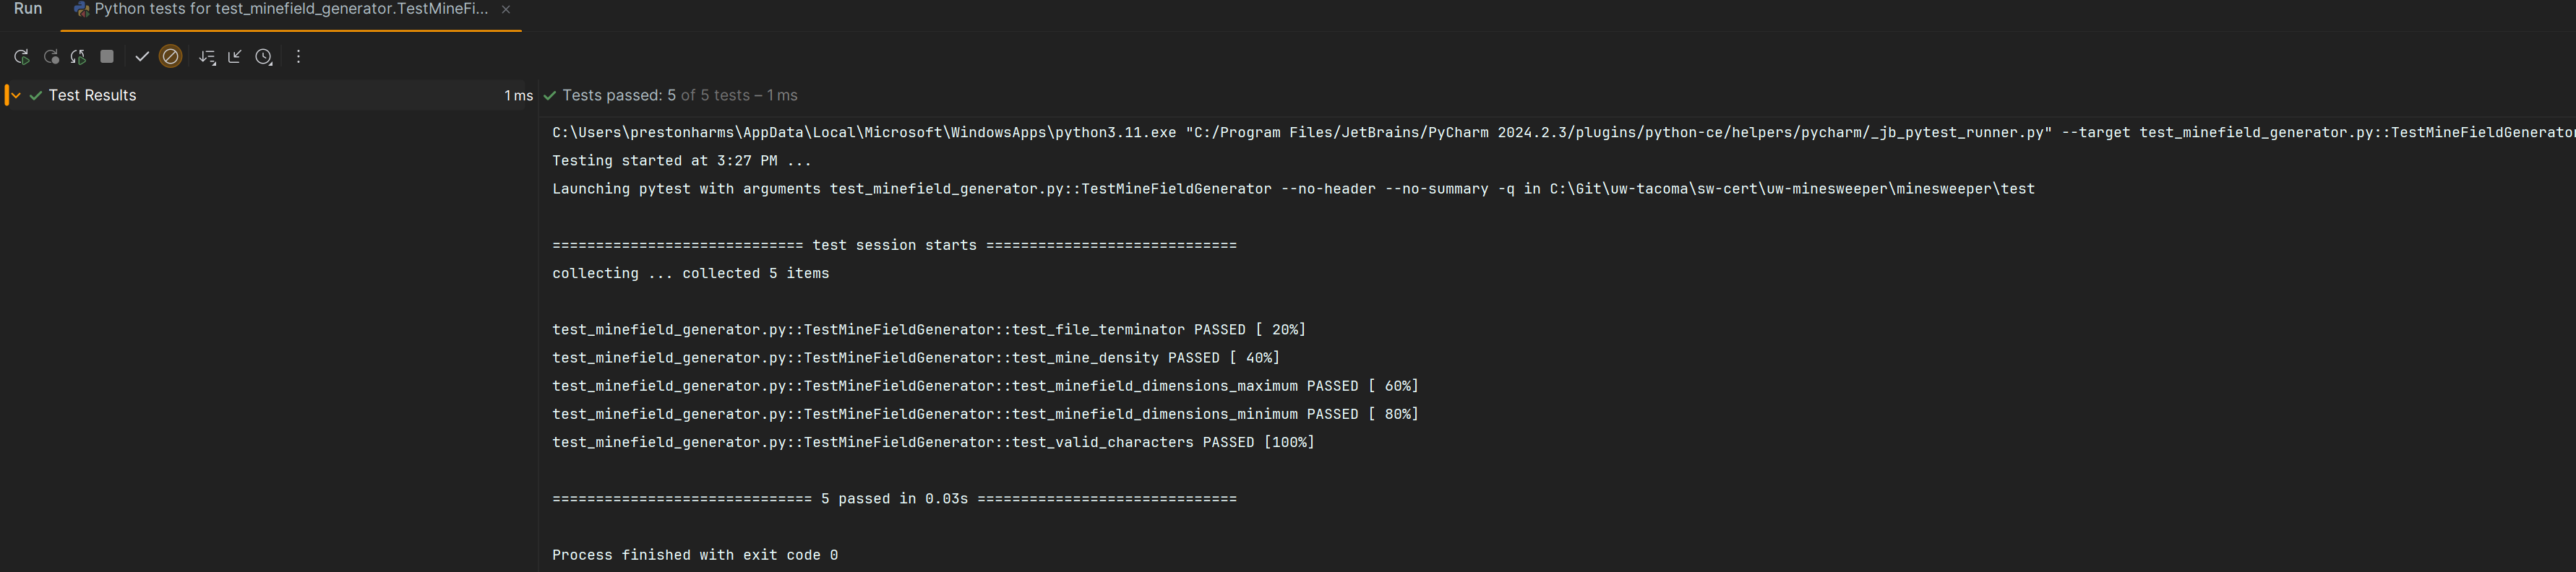 Run Python tests for test_minefield_generator.TestMineFi...
Test Results 1 ms
Tests passed: 5 of 5 tests – 1 ms
C:\Users\prestonharms\AppData\Local\Microsoft\WindowsApps\python3.11.exe "C:/Program Files/JetBrains/PyCharm 2024.2.3/plugins/python-ce/helpers/pycharm/_jb_pytest_runner.py" --target test_minefield_generator.py::TestMineFieldGenerator
Testing started at 3:27 PM ...
Launching pytest with arguments test_minefield_generator.py::TestMineFieldGenerator --no-header --no-summary -q in C:\Git\uw-tacoma\sw-cert\uw-minesweeper\minesweeper\test
============================= test session starts =============================
collecting ... collected 5 items
test_minefield_generator.py::TestMineFieldGenerator::test_file_terminator PASSED [ 20%]
test_minefield_generator.py::TestMineFieldGenerator::test_mine_density PASSED [ 40%]
test_minefield_generator.py::TestMineFieldGenerator::test_minefield_dimensions_maximum PASSED [ 60%]
test_minefield_generator.py::TestMineFieldGenerator::test_minefield_dimensions_minimum PASSED [ 80%]
test_minefield_generator.py::TestMineFieldGenerator::test_valid_characters PASSED [100%]
============================== 5 passed in 0.03s ==============================
Process finished with exit code 0